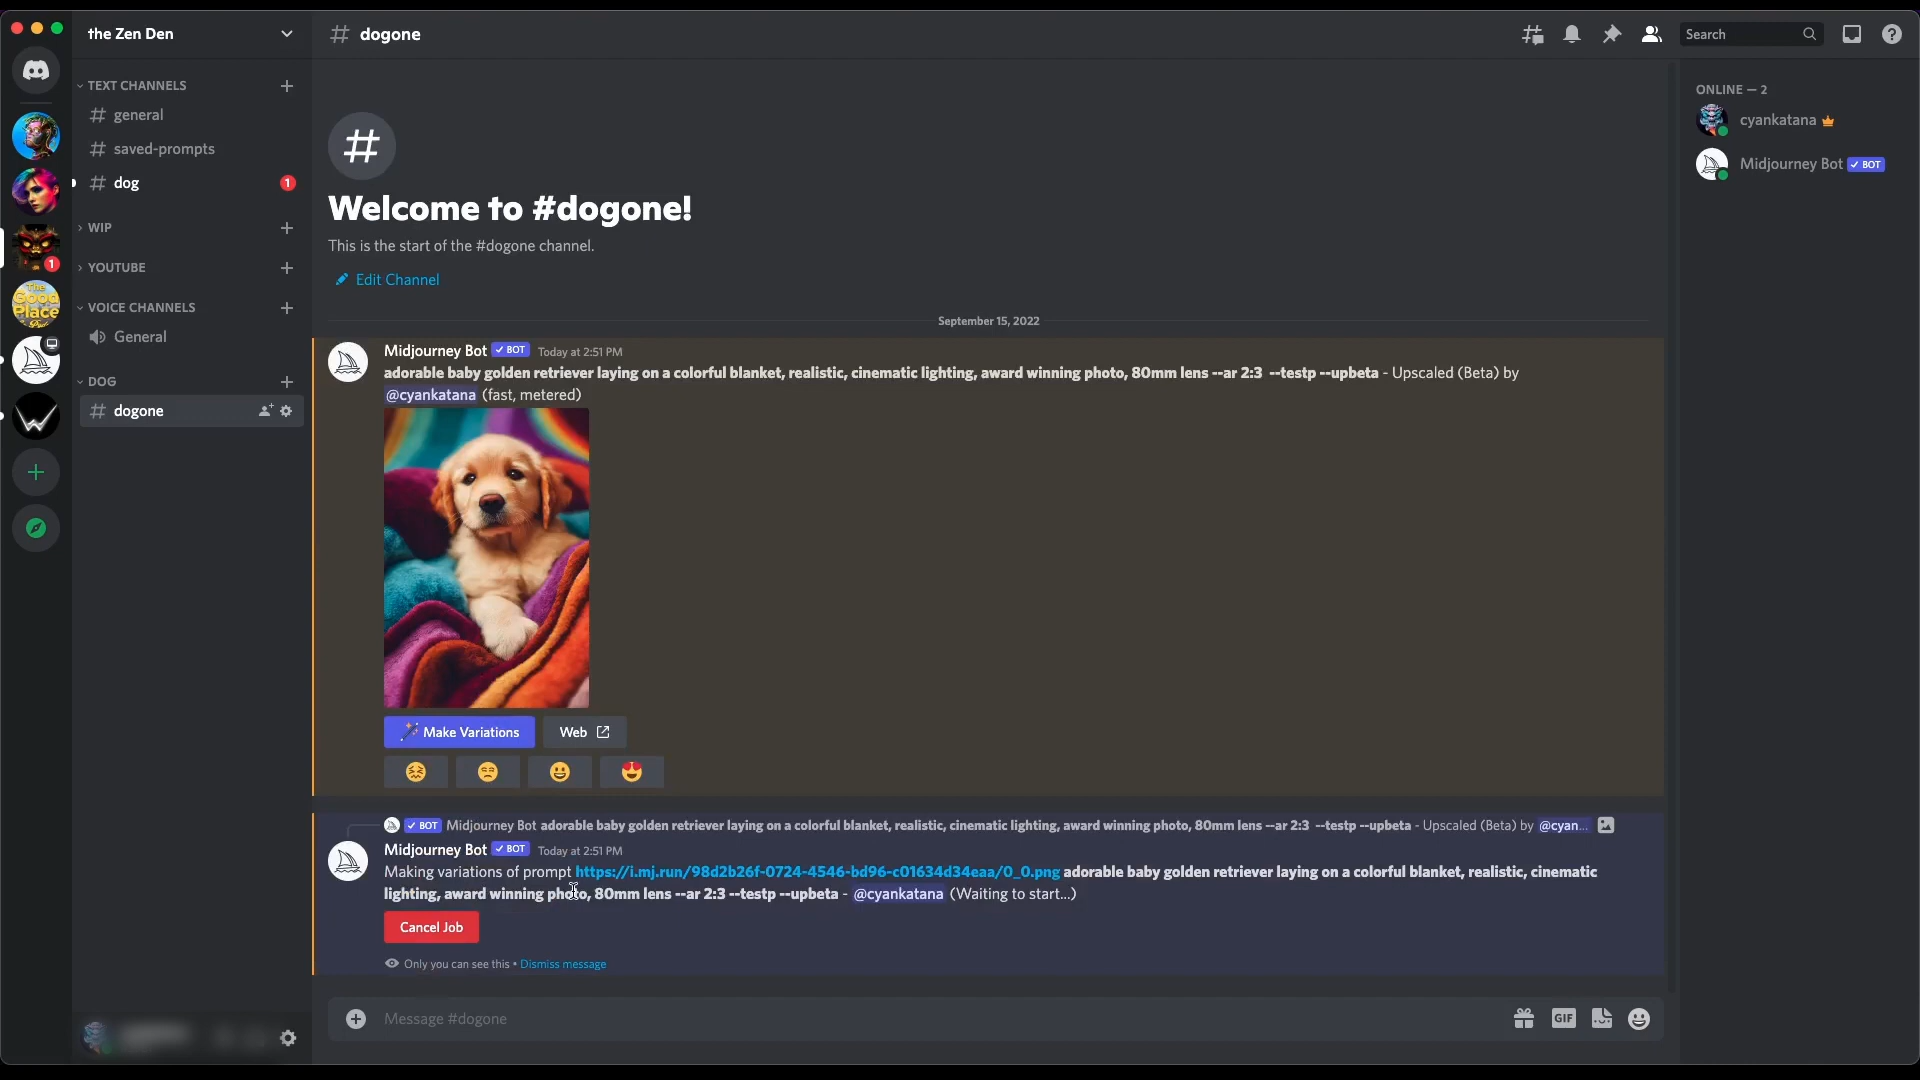 the Zen Den
TEXT CHANNELS
general
saved-prompts
dog
1
WIP
YOUTUBE
1
VOICE CHANNELS
The Good Place
General
DOG
dogone
# dogone
Search
Welcome to #dogone!
This is the start of the #dogone channel.
Edit Channel
September 15, 2022
Midjourney Bot ✓ BOT Today at 2:51 PM
adorable baby golden retriever laying on a colorful blanket, realistic, cinematic lighting, award winning photo, 80mm lens --ar 2:3 --testp --upbeta - Upscaled (Beta) by
@cyankatana (fast, metered)
Make Variations
Web
✓ BOT Midjourney Bot adorable baby golden retriever laying on a colorful blanket, realistic, cinematic lighting, award winning photo, 80mm lens --ar 2:3 --testp --upbeta - Upscaled (Beta) by @cyan...
Midjourney Bot ✓ BOT Today at 2:51 PM
Making variations of prompt https://i.mj.run/98d2b26f-0724-4546-bd96-c01634d34eaa/0_0.png adorable baby golden retriever laying on a colorful blanket, realistic, cinematic
lighting, award winning photo, 80mm lens --ar 2:3 --testp --upbeta - @cyankatana (Waiting to start...)
Cancel Job
Only you can see this • Dismiss message
Message #dogone
GIF
ONLINE — 2
cyankatana
Midjourney Bot ✓ BOT